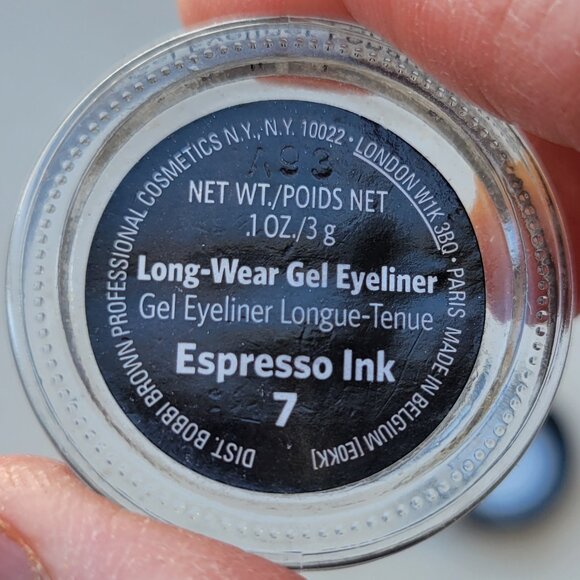 DIST. BOBBI BROWN PROFESSIONAL COSMETICS N.Y., N.Y. 10022 • LONDON W1K 3BQ • PARIS MADE IN BELGIUM [E0KK]
A93
NET WT./POIDS NET
.1 OZ./3 g
Long-Wear Gel Eyeliner
Gel Eyeliner Longue-Tenue
Espresso Ink
7